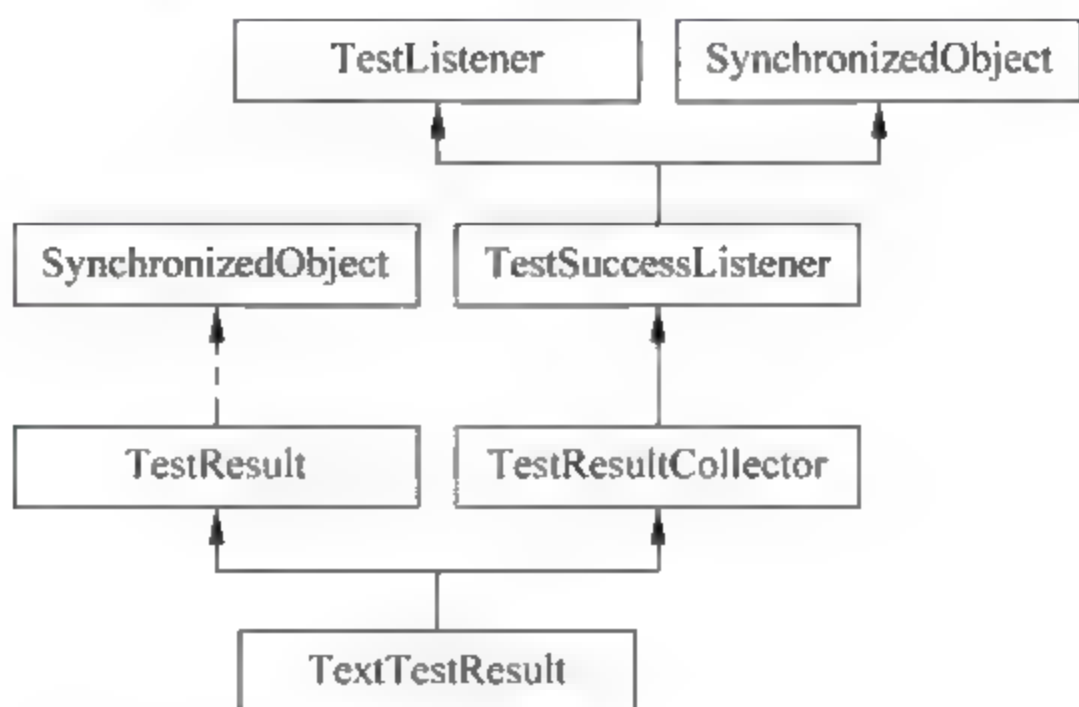 TestListener
SynchronizedObject
SynchronizedObject
TestSuccessListener
TestResult
TestResultCollector
TextTestResult